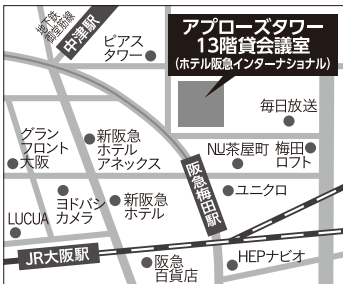 アプローズタワー
13階貸会議室
(ホテル阪急インターナショナル)
地下鉄
御堂筋線
中津駅
ピアス
タワー
毎日放送
グラン
フロント
大阪
新阪急
ホテル
アネックス
NU茶屋町
梅田
ロフト
阪急梅田駅
ユニクロ
ヨドバシ
カメラ
新阪急
ホテル
LUCUA
JR大阪駅
阪急
百貨店
HEPナビオ